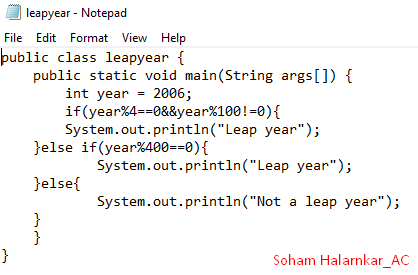 leapyear - Notepad
File Edit Format View Help
public class leapyear {
    public static void main(String args[]) {
        int year = 2006;
        if(year%4==0&&year%100!=0){
        System.out.println("Leap year");
    }else if(year%400==0){
            System.out.println("Leap year");
    }else{
            System.out.println("Not a leap year");
    }
    }
}
Soham Halarnkar_AC